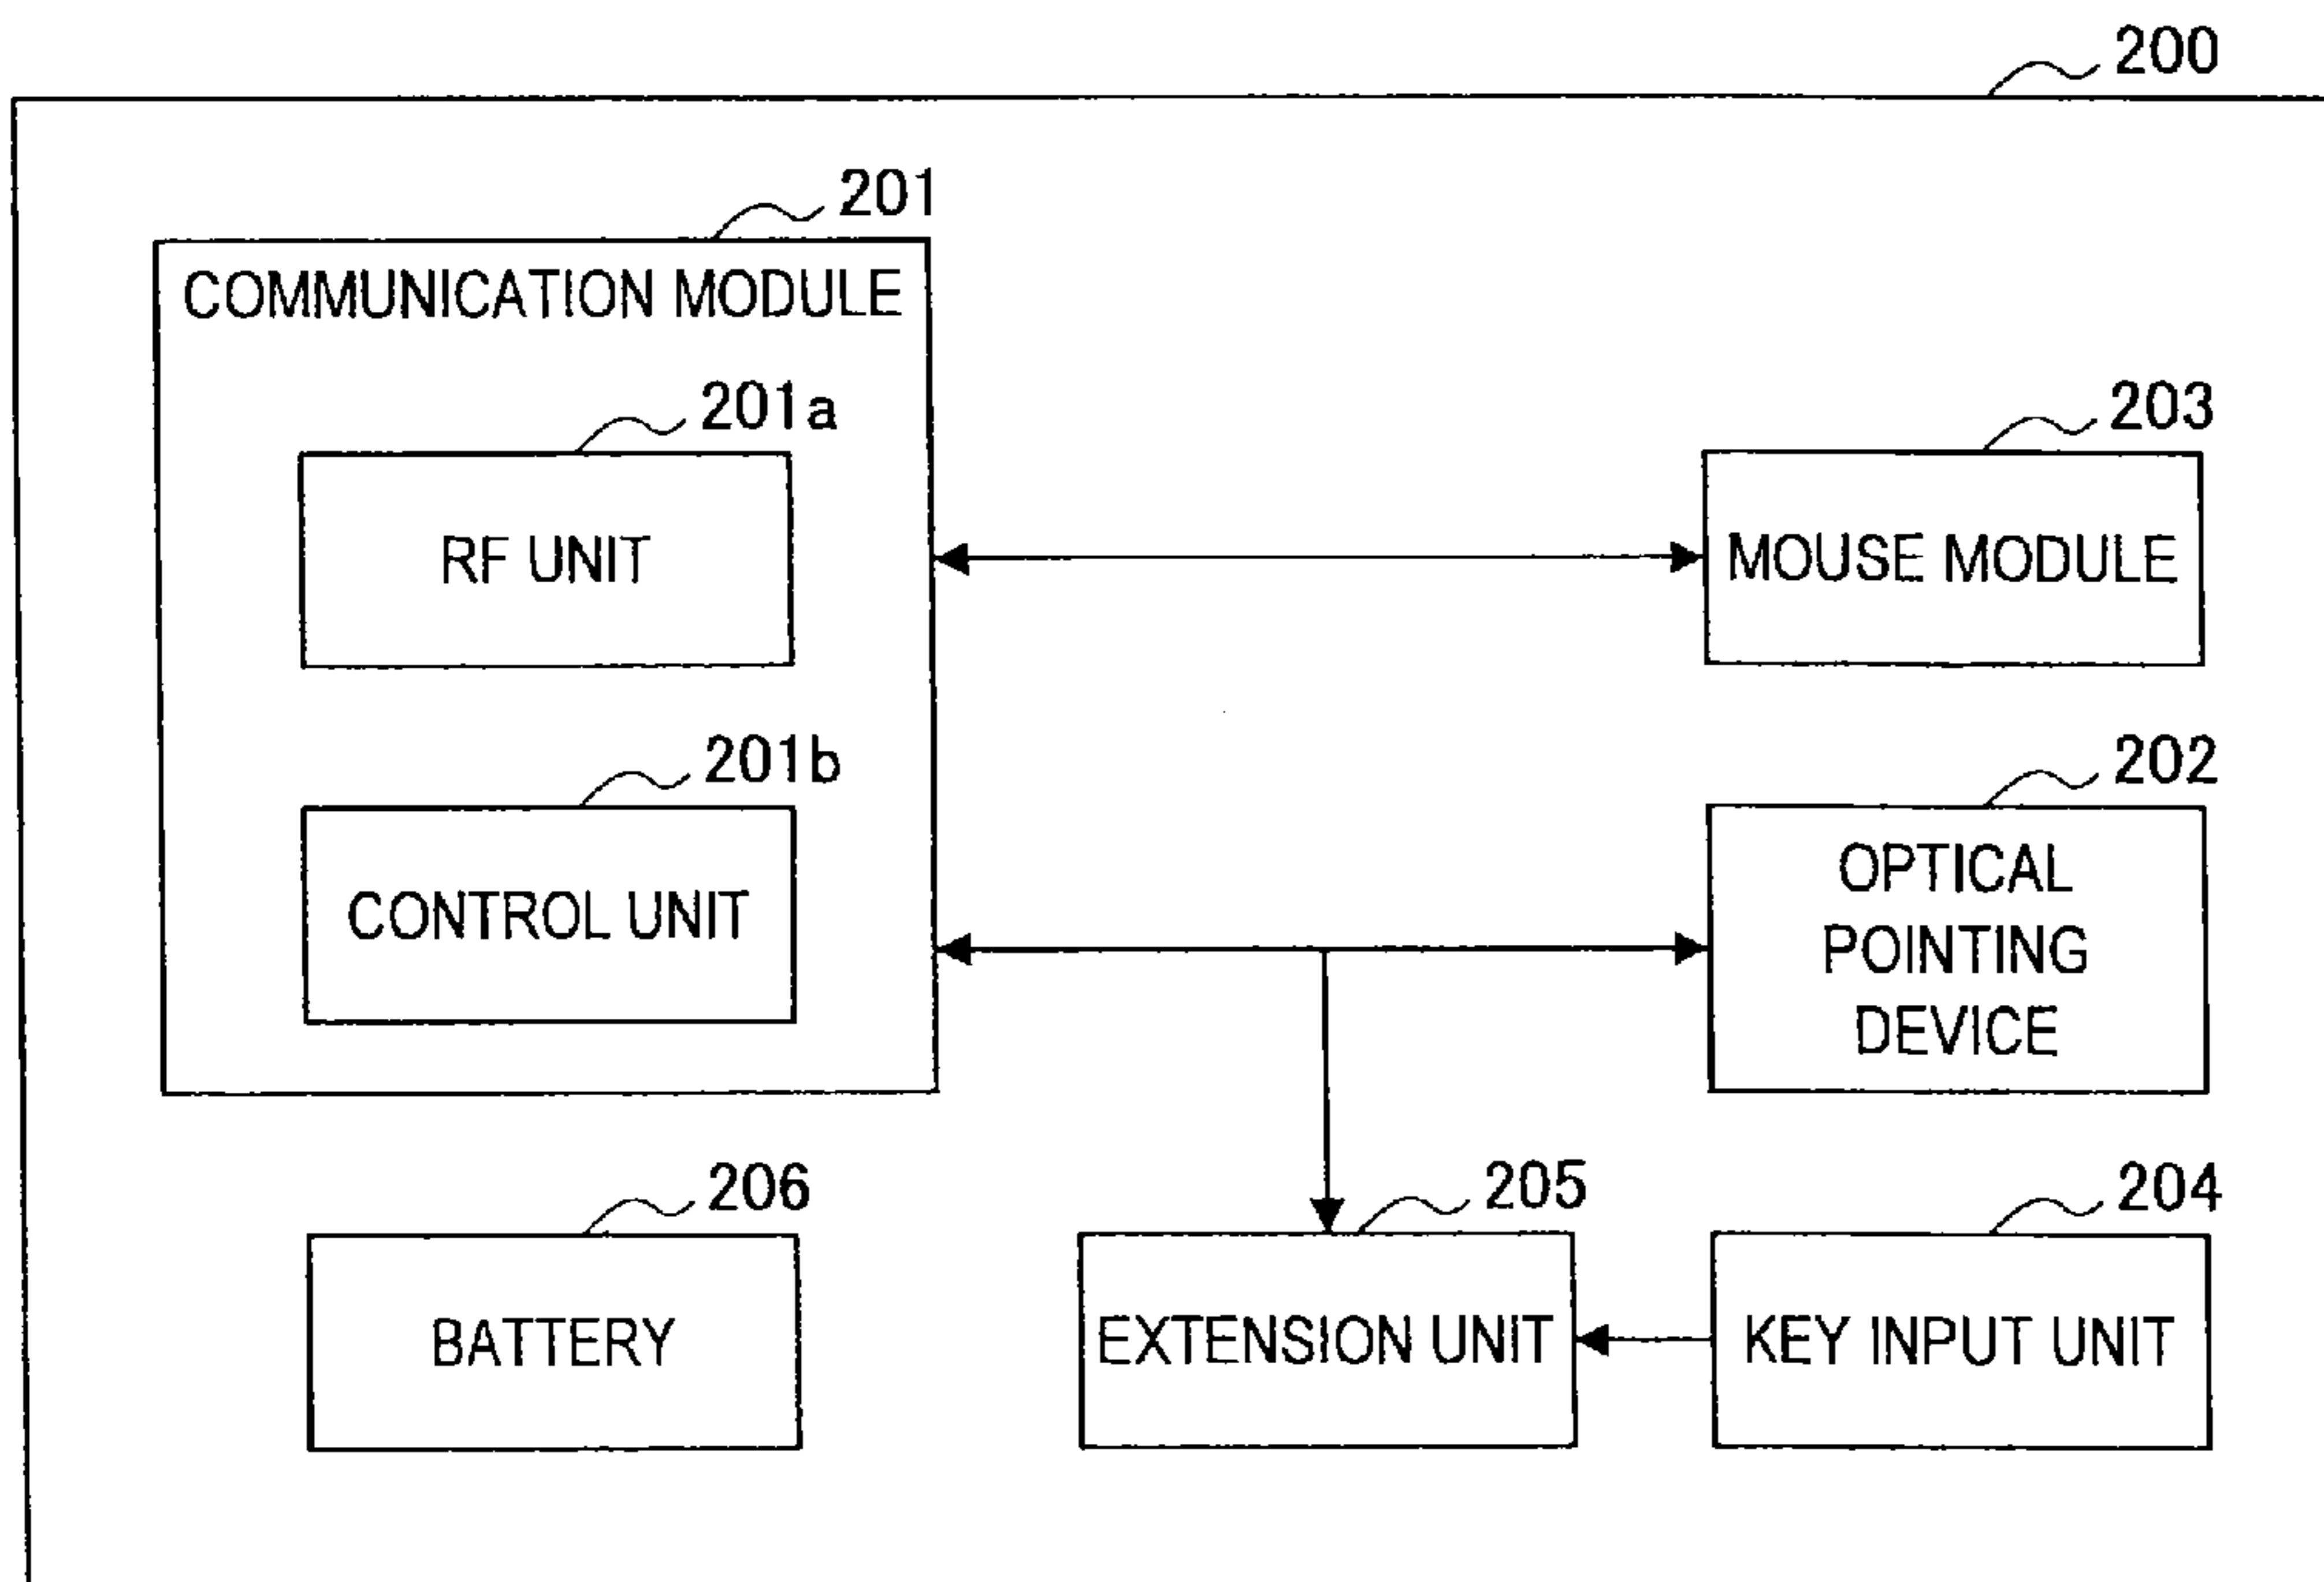 200
201
COMMUNICATION MODULE
201a
RF UNIT
203
MOUSE MODULE
201b
CONTROL UNIT
202
OPTICAL
POINTING
DEVICE
206
BATTERY
205
EXTENSION UNIT
204
KEY INPUT UNIT